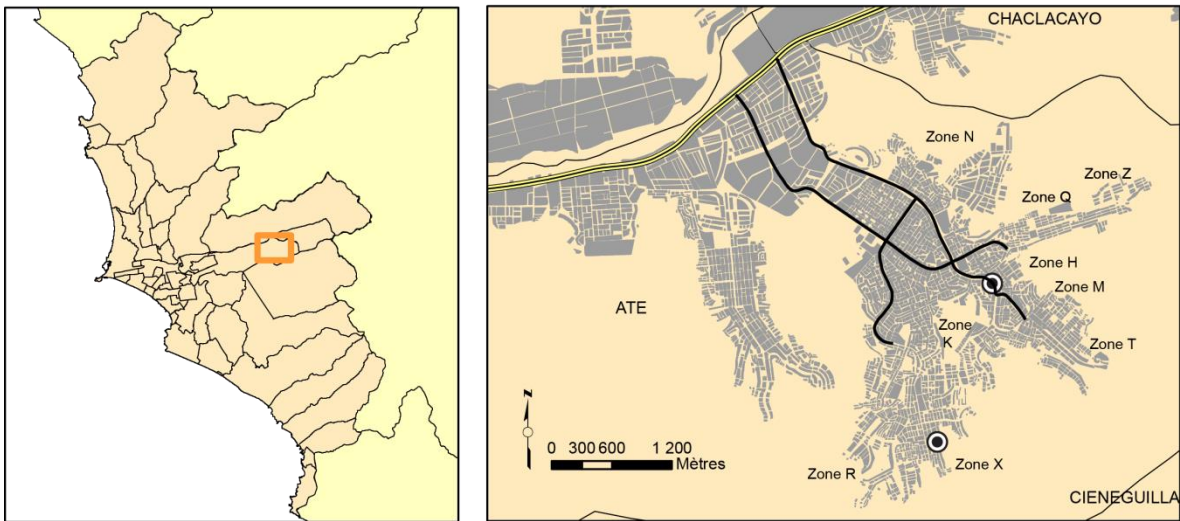 CHACLACAYO
Zone N
Zone Z
Zone Q
Zone H
Zone M
ATE
Zone
K
Zone T
N
0 300 600 1 200
Mètres
Zone R
Zone X
CIENEGUILLA